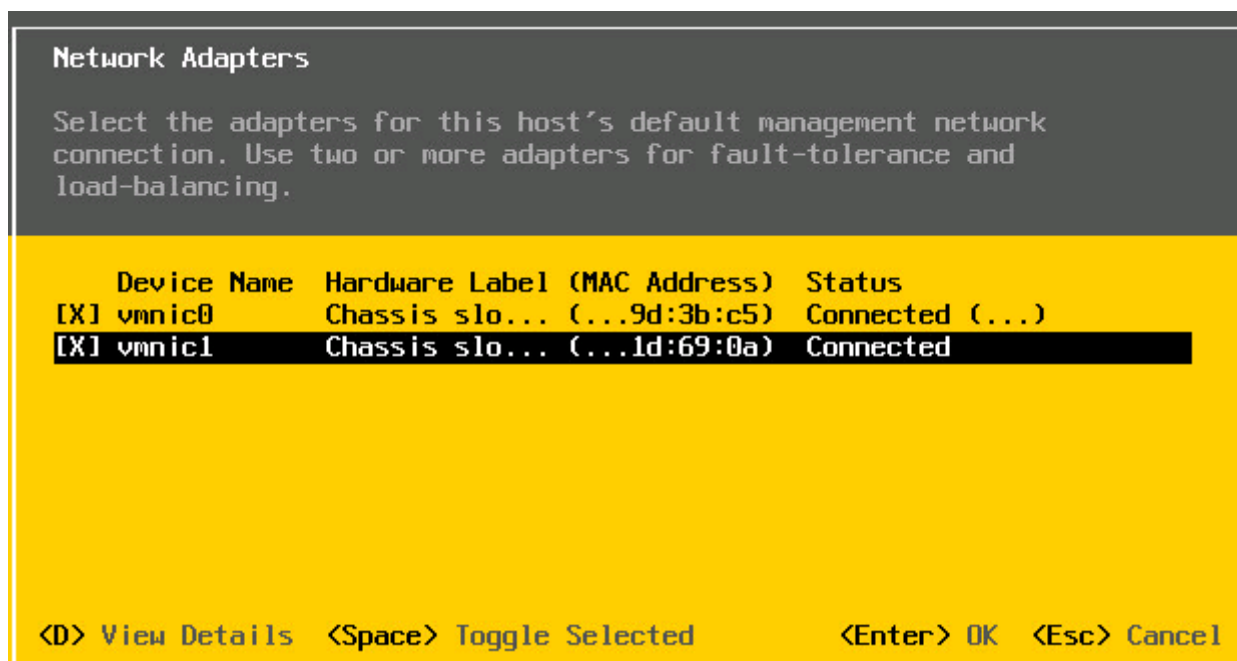 Network Adapters
Select the adapters for this host's default management network
connection. Use two or more adapters for fault-tolerance and
load-balancing.
Device Name Hardware Label (MAC Address) Status
[X] vmnic0 Chassis slo... (...9d:3b:c5) Connected (...)
[X] vmnic1 Chassis slo... (...1d:69:0a) Connected
<D> View Details <Space> Toggle Selected <Enter> OK <Esc> Cancel